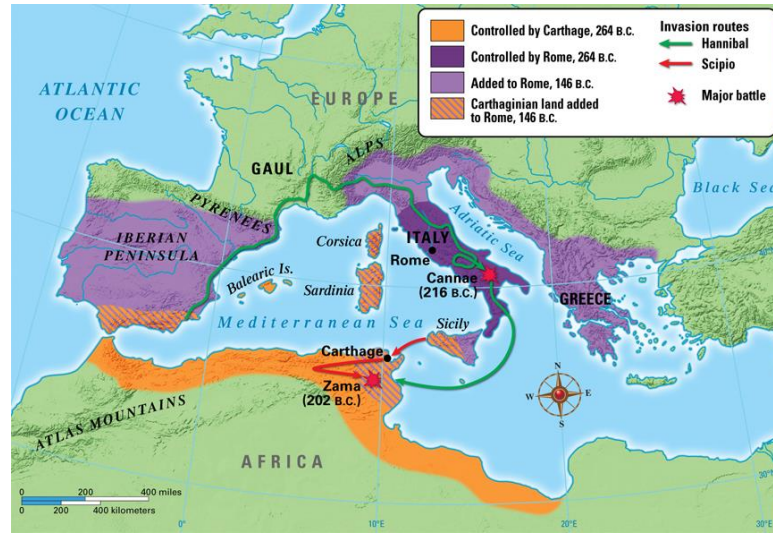 Controlled by Carthage, 264 B.C.
Controlled by Rome, 264 B.C.
Added to Rome, 146 B.C.
Carthaginian land added
to Rome, 146 B.C.
Invasion routes
Hannibal
Scipio
Major battle
ATLANTIC
OCEAN
EUROPE
ALPS
GAUL
PYRENEES
Black Sea
Adriatic Sea
IBERIAN
PENINSULA
Corsica
ITALY
Rome
Balearic Is.
Sardinia
Cannae
(216 B.C.)
GREECE
Mediterranean Sea
Sicily
Carthage
Zama
(202 B.C.)
N
W
E
S
ATLAS MOUNTAINS
AFRICA
0 200 400 miles
0 200 400 kilometers
0°
10°E
20°E
30°E
30°N
40°N